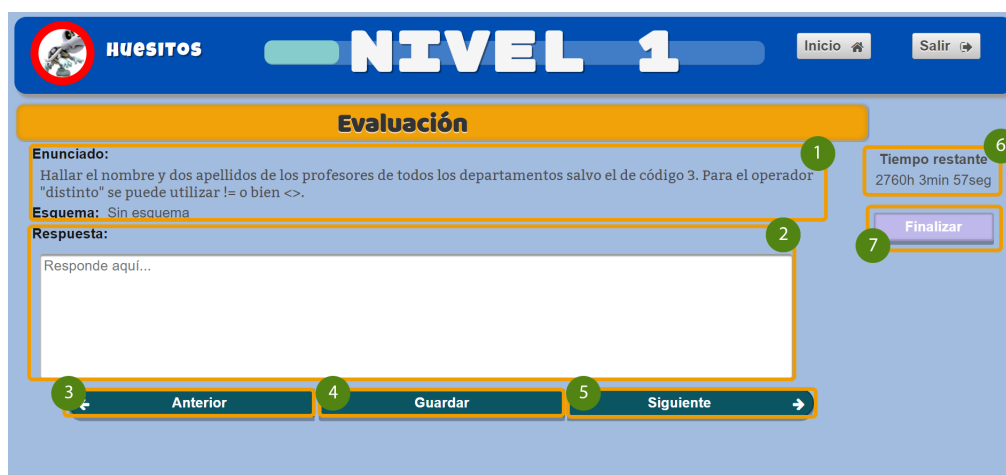 HUESITOS
NIVEL 1
Inicio
Salir
Evaluación
Enunciado:
1
Hallar el nombre y dos apellidos de los profesores de todos los departamentos salvo el de código 3. Para el operador
"distinto" se puede utilizar != o bien <>.
Esquema: Sin esquema
Respuesta:
2
Responde aquí...
3
Anterior
4
Guardar
5
Siguiente
6
Tiempo restante
2760h 3min 57seg
Finalizar
7